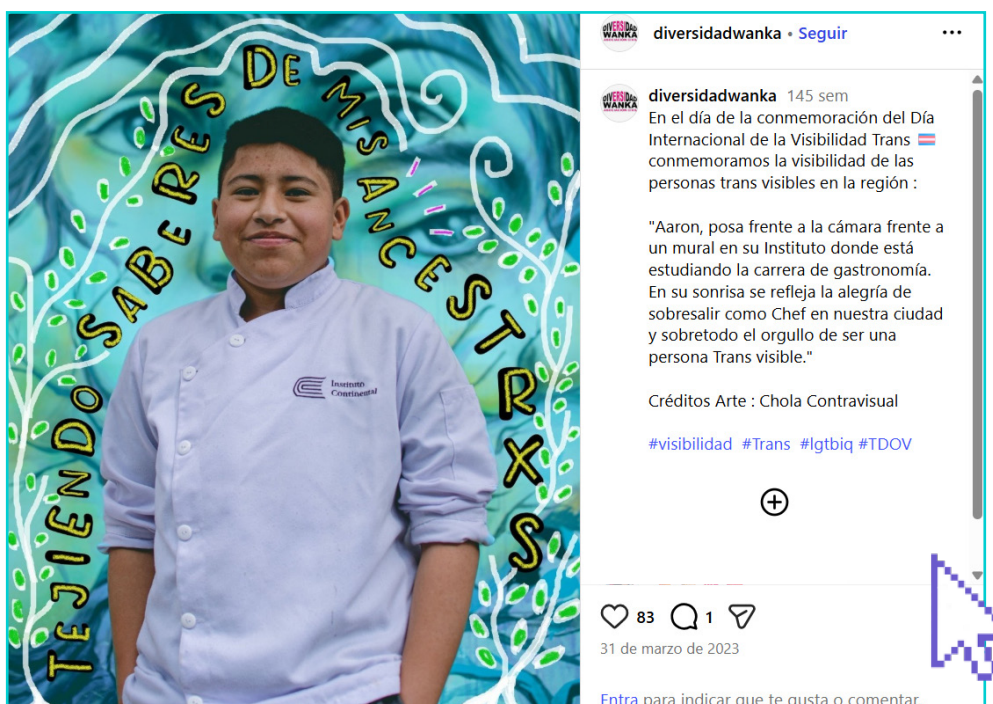 TEJIENDO SABERES DE MIS ANCESTRXS
Instituto
Continental
DIVERSIDAD
WANKA
diversidadwanka • Seguir
DIVERSIDAD
WANKA
diversidadwanka 145 sem
En el día de la conmemoración del Día
Internacional de la Visibilidad Trans
conmemoramos la visibilidad de las
personas trans visibles en la región :
"Aaron, posa frente a la cámara frente a
un mural en su Instituto donde está
estudiando la carrera de gastronomía.
En su sonrisa se refleja la alegría de
sobresalir como Chef en nuestra ciudad
y sobretodo el orgullo de ser una
persona Trans visible."
Créditos Arte : Chola Contravisual
#visibilidad #Trans #lgtbiq #TDOV
83 1
31 de marzo de 2023
Entra para indicar que te gusta o comentar